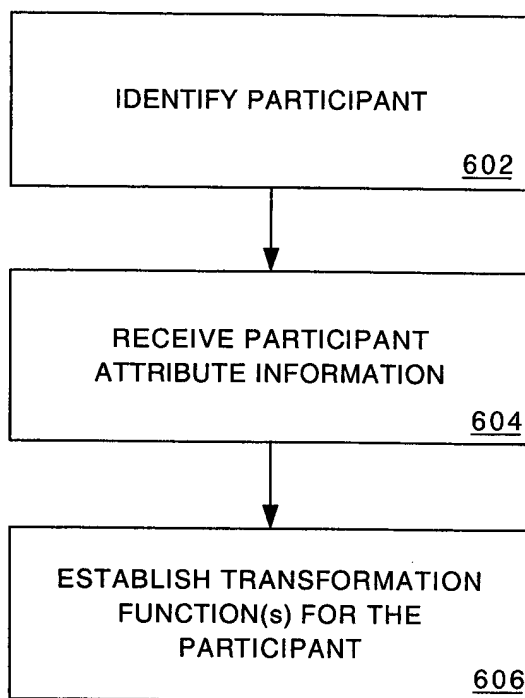 IDENTIFY PARTICIPANT
602
RECEIVE PARTICIPANT
ATTRIBUTE INFORMATION
604
ESTABLISH TRANSFORMATION
FUNCTION(s) FOR THE
PARTICIPANT
606